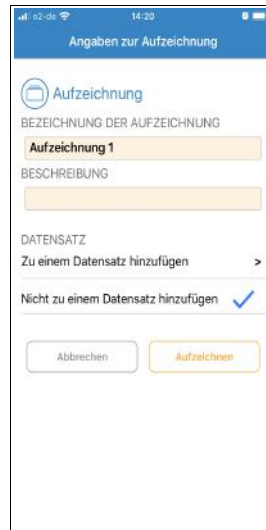 o2-de 14:20
Angaben zur Aufzeichnung
Aufzeichnung
BEZEICHNUNG DER AUFZEICHNUNG
Aufzeichnung 1
BESCHREIBUNG
DATENSATZ
Zu einem Datensatz hinzufügen >
Nicht zu einem Datensatz hinzufügen
Abbrechen Aufzeichnen